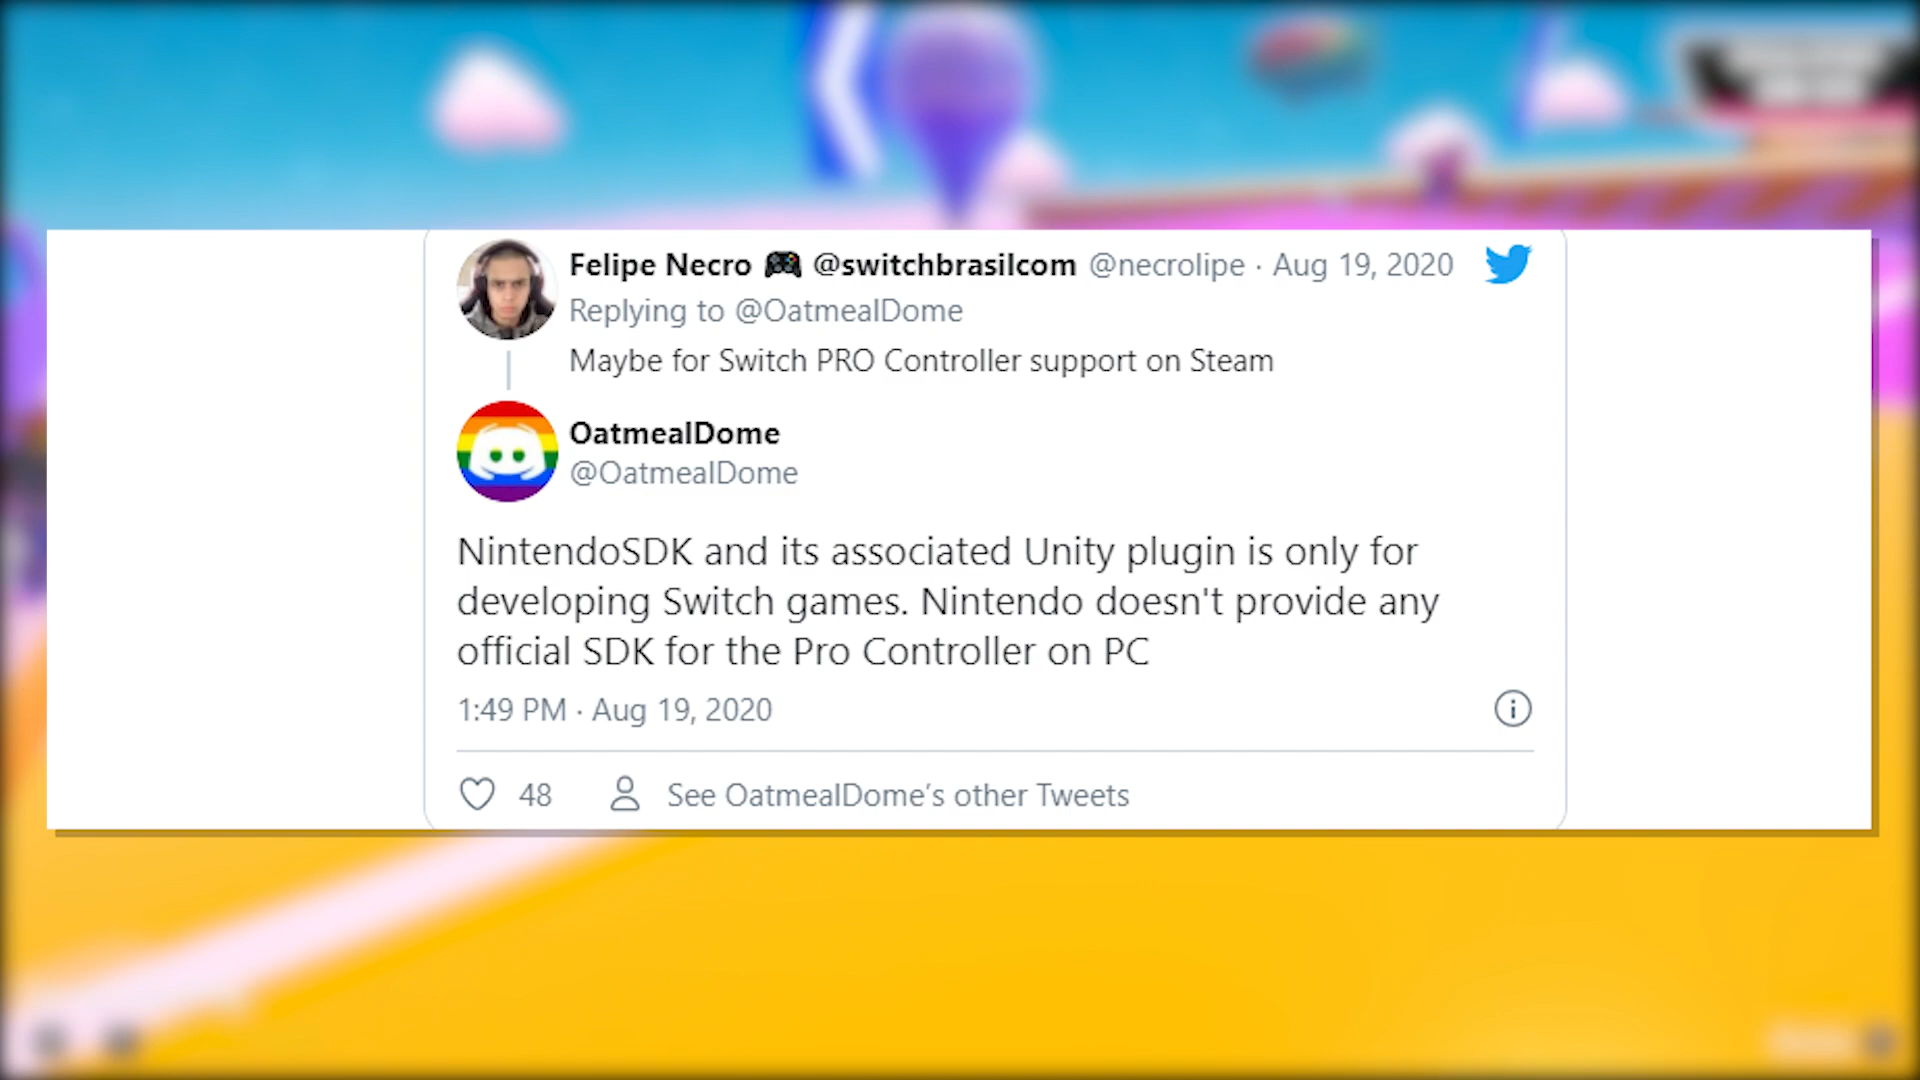 Felipe Necro 🎮 @switchbrasilcom @necrolipe · Aug 19, 2020
Replying to @OatmealDome
Maybe for Switch PRO Controller support on Steam
OatmealDome
@OatmealDome
NintendoSDK and its associated Unity plugin is only for
developing Switch games. Nintendo doesn't provide any
official SDK for the Pro Controller on PC
1:49 PM · Aug 19, 2020
48 See OatmealDome’s other Tweets